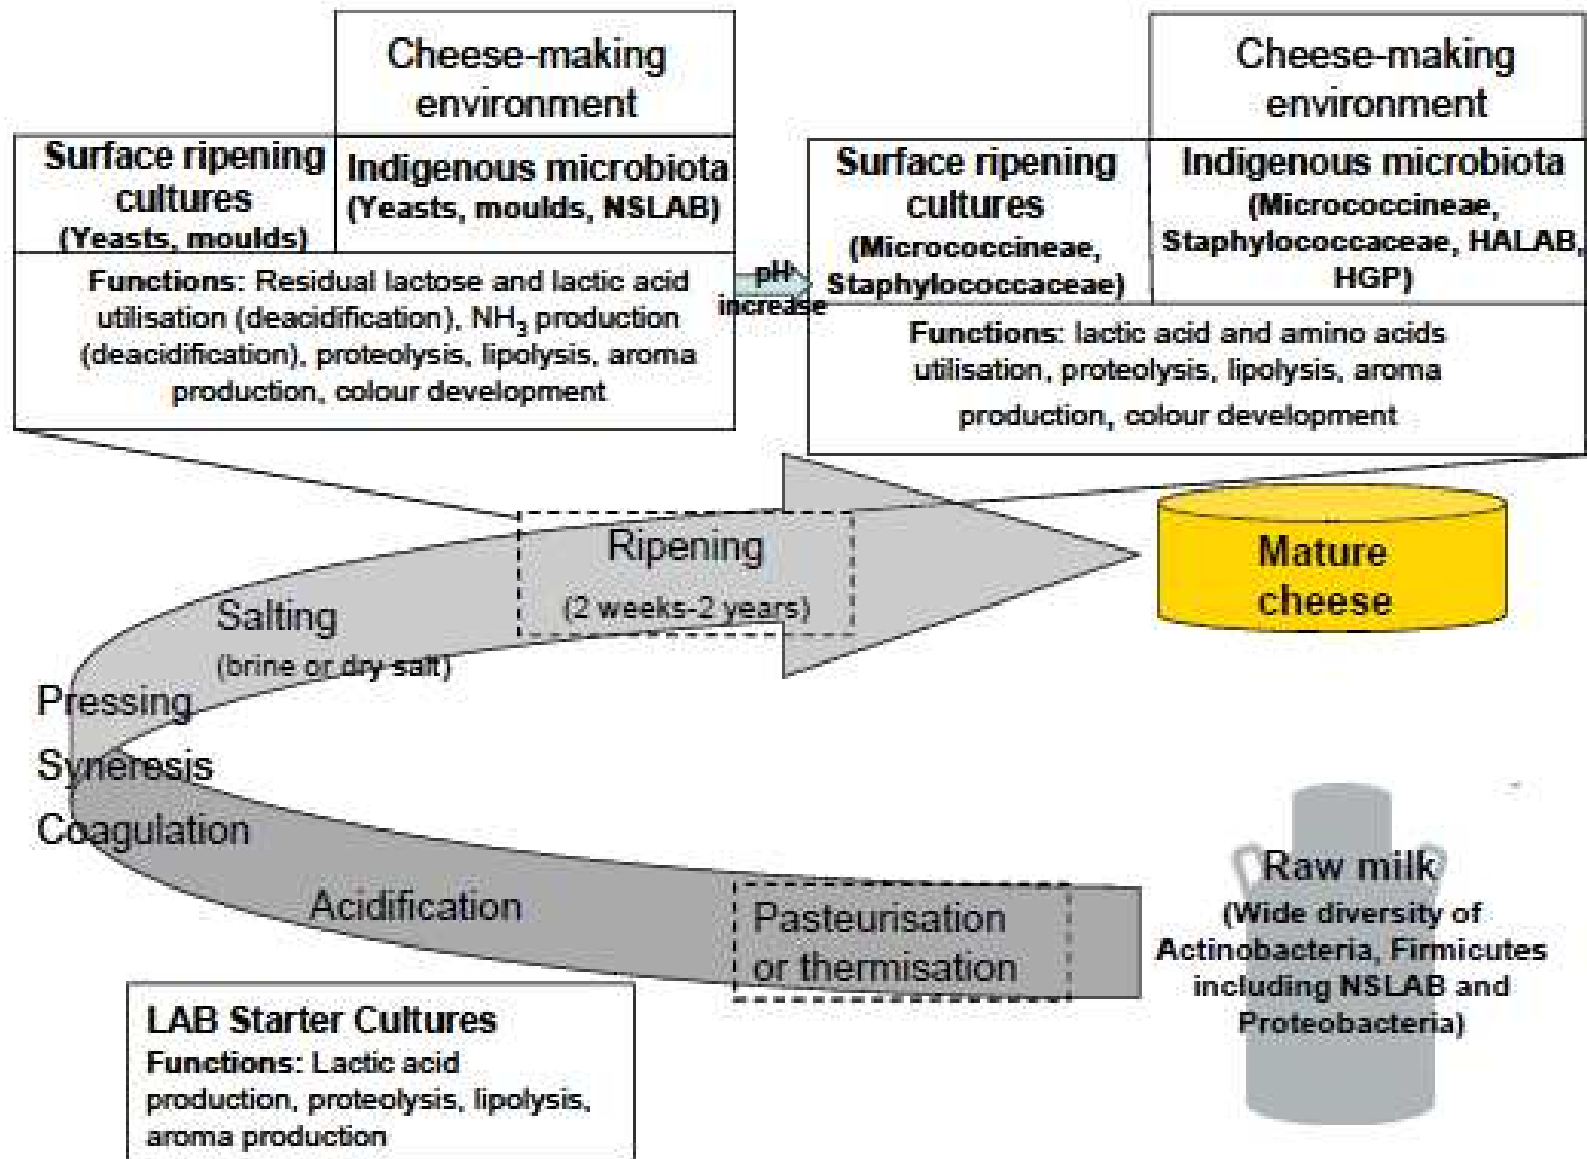 Cheese-making
environment
Surface ripening
cultures
(Yeasts, moulds)
Indigenous microbiota
(Yeasts, moulds, NSLAB)
Functions: Residual lactose and lactic acid
utilisation (deacidification), NH₃ production
(deacidification), proteolysis, lipolysis, aroma
production, colour development
pH
increase
Cheese-making
environment
Surface ripening
cultures
(Micrococcineae,
Staphylococcaceae)
Indigenous microbiota
(Micrococcineae,
Staphylococcaceae, HALAB,
HGP)
Functions: lactic acid and amino acids
utilisation, proteolysis, lipolysis, aroma
production, colour development
Ripening
(2 weeks-2 years)
Mature
cheese
Salting
(brine or dry salt)
Pressing
Syneresis
Coagulation
Acidification
Pasteurisation
or thermisation
Raw milk
(Wide diversity of
Actinobacteria, Firmicutes
including NSLAB and
Proteobacteria)
LAB Starter Cultures
Functions: Lactic acid
production, proteolysis, lipolysis,
aroma production